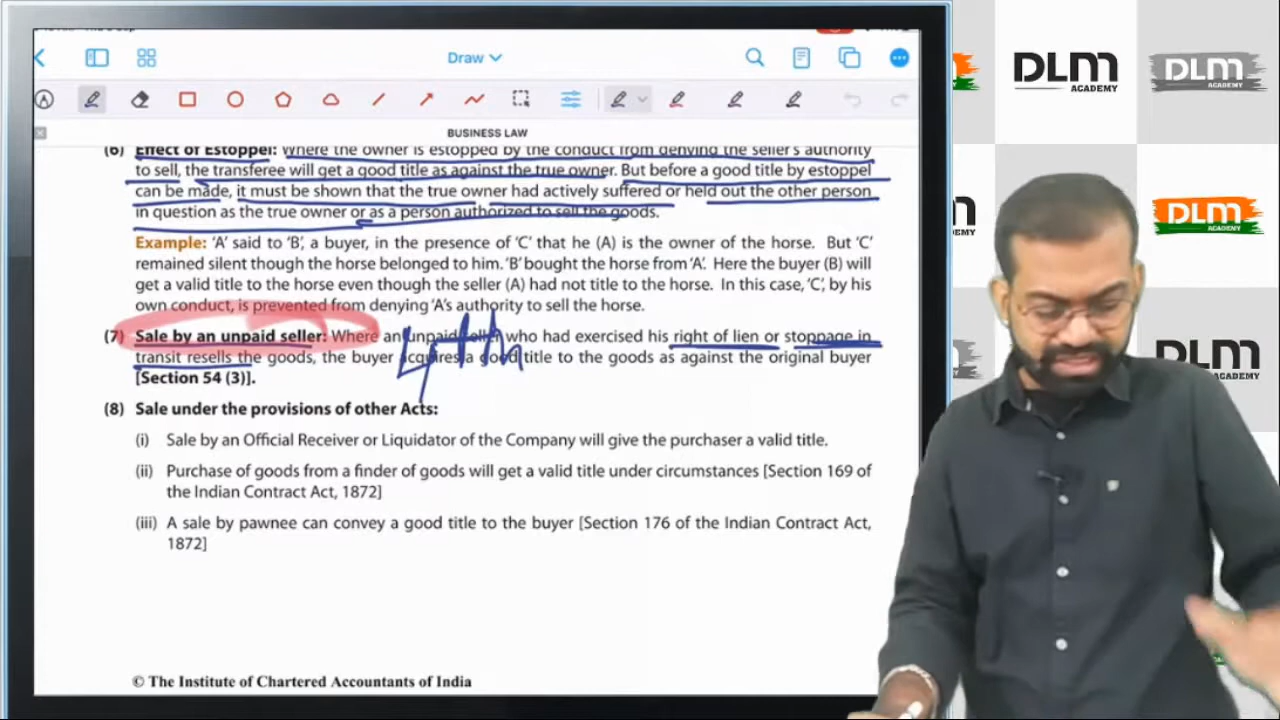 Draw
DLM
ACADEMY
DLM
ACADEMY
BUSINESS LAW
(6) Effect of Estoppel: Where the owner is estopped by the conduct from denying the seller's authority
to sell, the transferee will get a good title as against the true owner. But before a good title by estoppel
can be made, it must be shown that the true owner had actively suffered or held out the other person
in question as the true owner or as a person authorized to sell the goods.
DLM
ACADEMY
Example: 'A' said to 'B', a buyer, in the presence of 'C' that he (A) is the owner of the horse. But 'C'
remained silent though the horse belonged to him. 'B' bought the horse from 'A'. Here the buyer (B) will
get a valid title to the horse even though the seller (A) had not title to the horse. In this case, 'C', by his
own conduct, is prevented from denying 'A's authority to sell the horse.
(7) Sale by an unpaid seller: Where an unpaid who had exercised his right of lien or stoppage in
4th
transit resells the goods, the buyer acquires a good title to the goods as against the original buyer
[Section 54 (3)].
DLM
ACADEMY
(8) Sale under the provisions of other Acts:
(i) Sale by an Official Receiver or Liquidator of the Company will give the purchaser a valid title.
(ii) Purchase of goods from a finder of goods will get a valid title under circumstances [Section 169 of
the Indian Contract Act, 1872]
(iii) A sale by pawnee can convey a good title to the buyer [Section 176 of the Indian Contract Act,
1872]
© The Institute of Chartered Accountants of India